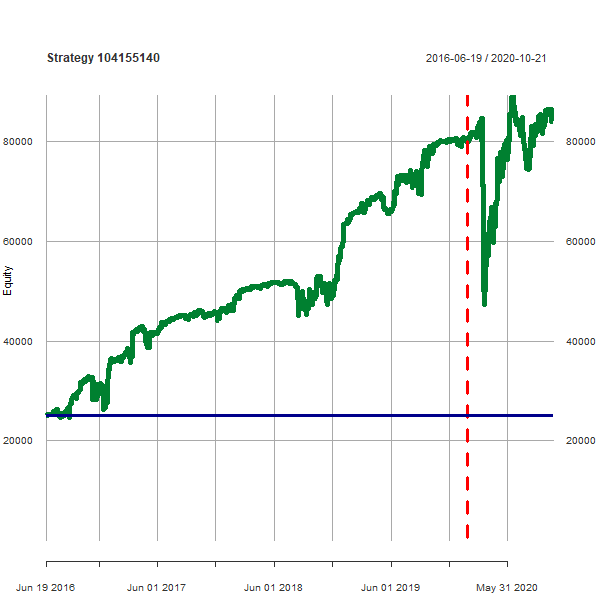 Strategy 104155140
2016-06-19 / 2020-10-21
80000
80000
60000
60000
Equity
40000
40000
20000
20000
Jun 19 2016
Jun 01 2017
Jun 01 2018
Jun 01 2019
May 31 2020